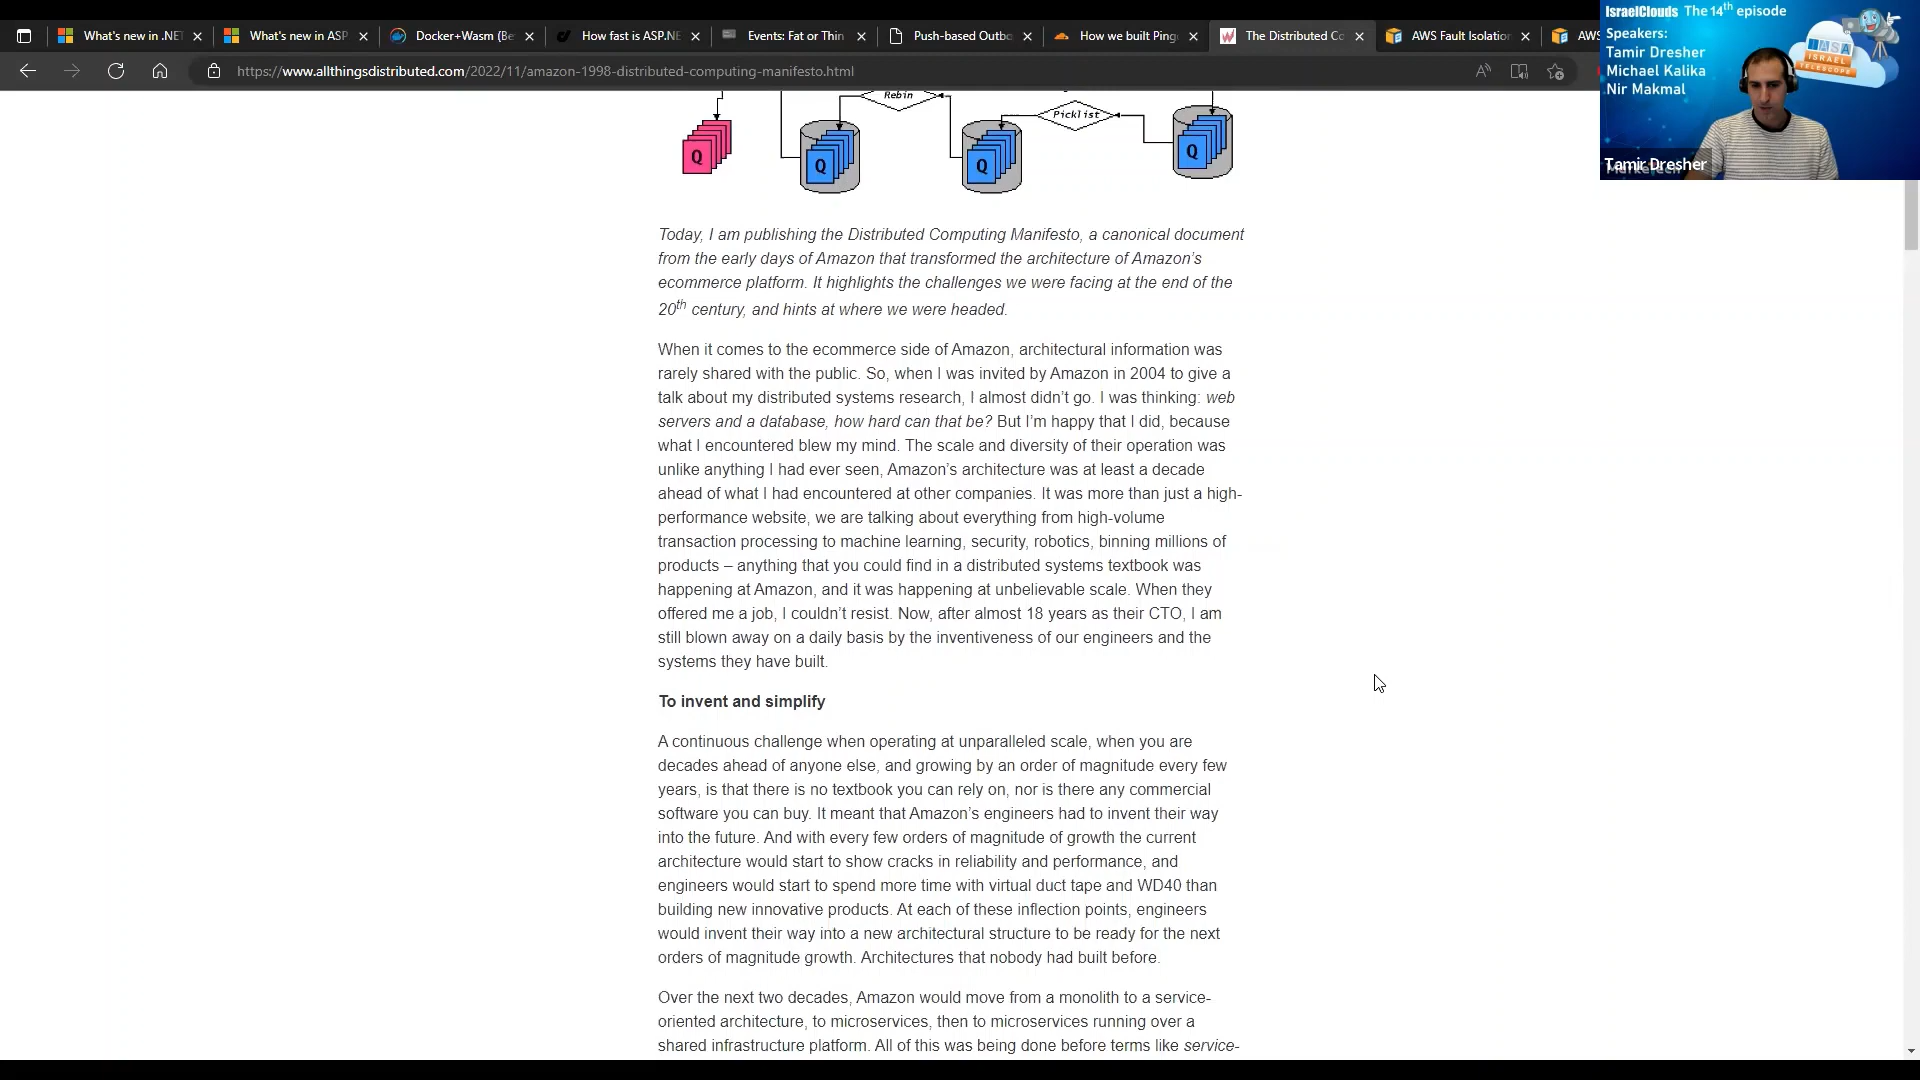 What's new in .NET
What's new in ASP
Docker+Wasm (Be
How fast is ASP.NE
Events: Fat or Thin
Push-based Outbo
How we built Ping
The Distributed Co
AWS Fault Isolation
AWS
https://www.allthingsdistributed.com/2022/11/amazon-1998-distributed-computing-manifesto.html
IsraelClouds The 14th episode
Speakers:
Tamir Dresher
Michael Kalika
Nir Makmal
IASA
ISRAEL
TELESCOPE
Tamir Dresher
Rebin
Picklist
Q
Q
Q
Q
Today, I am publishing the Distributed Computing Manifesto, a canonical document
from the early days of Amazon that transformed the architecture of Amazon’s
ecommerce platform. It highlights the challenges we were facing at the end of the
20th century, and hints at where we were headed.
When it comes to the ecommerce side of Amazon, architectural information was
rarely shared with the public. So, when I was invited by Amazon in 2004 to give a
talk about my distributed systems research, I almost didn’t go. I was thinking: web
servers and a database, how hard can that be? But I’m happy that I did, because
what I encountered blew my mind. The scale and diversity of their operation was
unlike anything I had ever seen, Amazon’s architecture was at least a decade
ahead of what I had encountered at other companies. It was more than just a high-
performance website, we are talking about everything from high-volume
transaction processing to machine learning, security, robotics, binning millions of
products – anything that you could find in a distributed systems textbook was
happening at Amazon, and it was happening at unbelievable scale. When they
offered me a job, I couldn’t resist. Now, after almost 18 years as their CTO, I am
still blown away on a daily basis by the inventiveness of our engineers and the
systems they have built.
To invent and simplify
A continuous challenge when operating at unparalleled scale, when you are
decades ahead of anyone else, and growing by an order of magnitude every few
years, is that there is no textbook you can rely on, nor is there any commercial
software you can buy. It meant that Amazon’s engineers had to invent their way
into the future. And with every few orders of magnitude of growth the current
architecture would start to show cracks in reliability and performance, and
engineers would start to spend more time with virtual duct tape and WD40 than
building new innovative products. At each of these inflection points, engineers
would invent their way into a new architectural structure to be ready for the next
orders of magnitude growth. Architectures that nobody had built before.
Over the next two decades, Amazon would move from a monolith to a service-
oriented architecture, to microservices, then to microservices running over a
shared infrastructure platform. All of this was being done before terms like service-